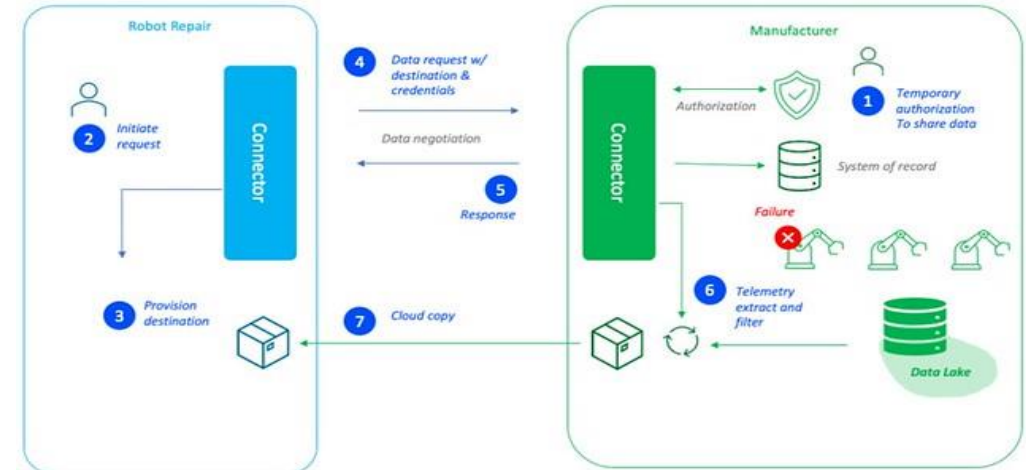 Robot Repair
Manufacturer
4
Data request w/
destination &
credentials
1
Temporary
authorization
To share data
Authorization
2
Initiate
request
Connector
Data negotiation
Connector
System of record
5
Response
Failure
6
Telemetry
extract and
filter
3
Provision
destination
7
Cloud copy
Data Lake